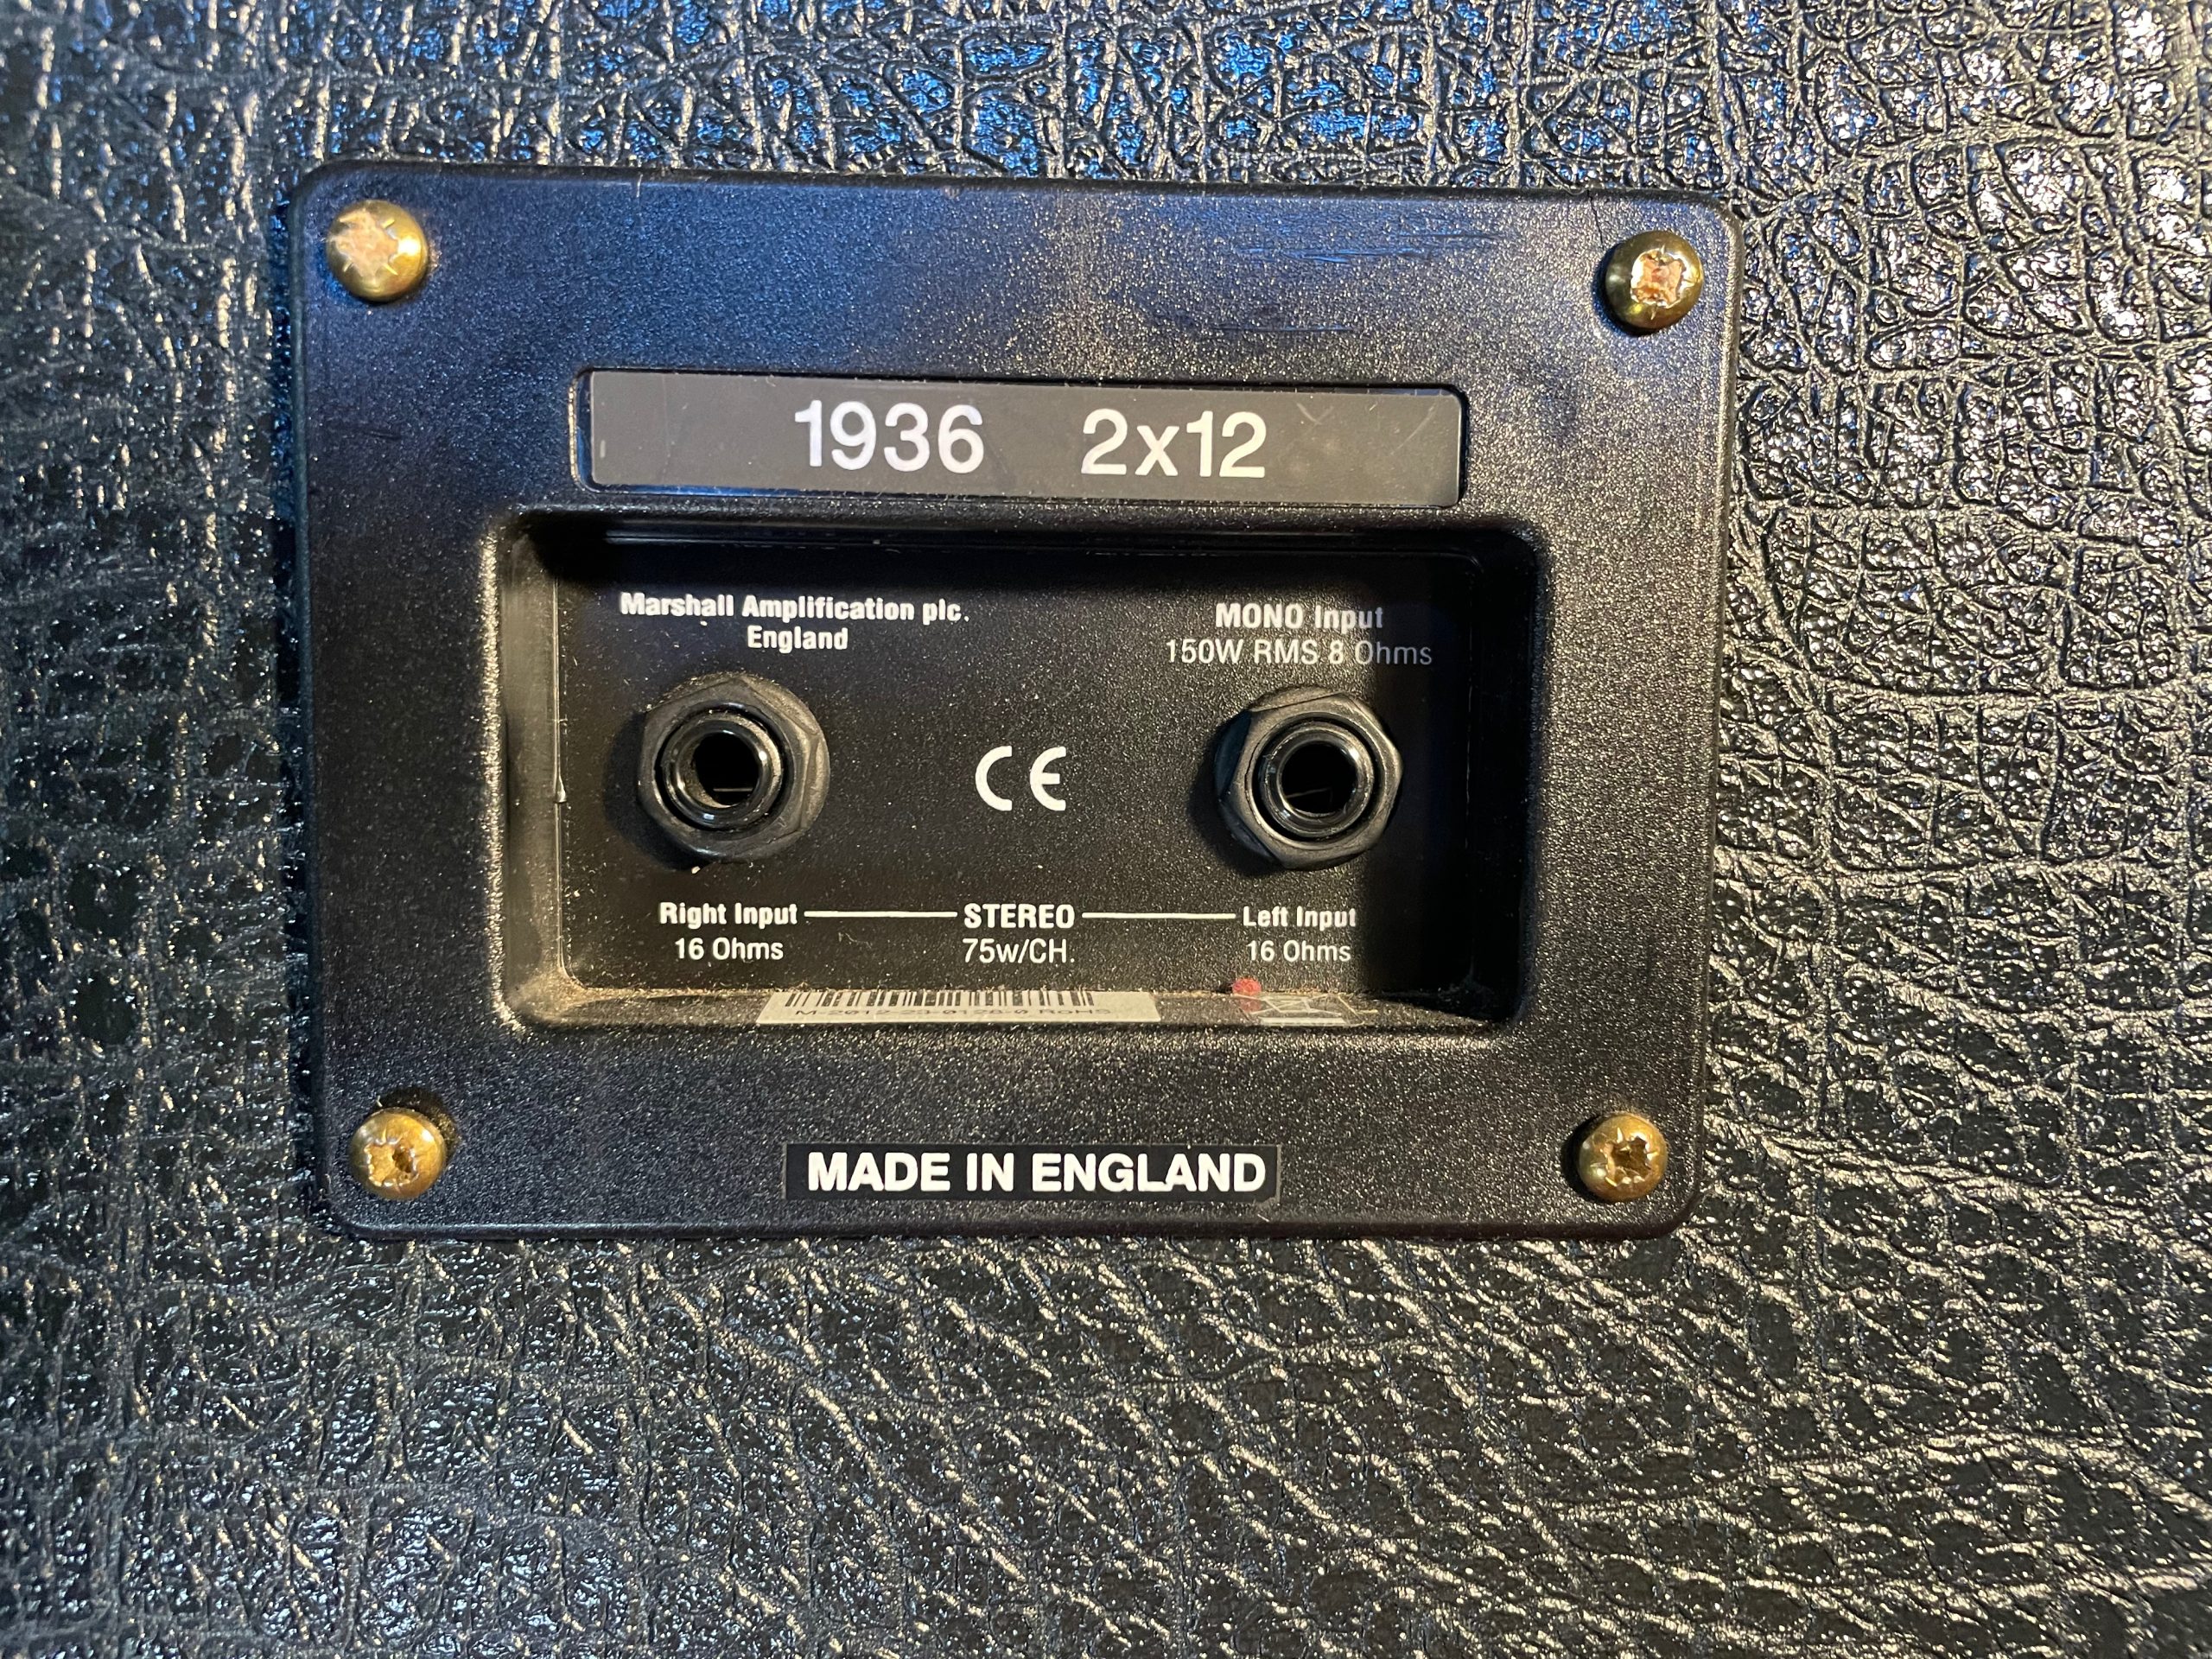 1936 2x12
Marshall Amplification plc.
England
MONO Input
150W RMS 8 Ohms
CE
Right Input STEREO Left Input
16 Ohms 75w/CH. 16 Ohms
RoHS
MADE IN ENGLAND